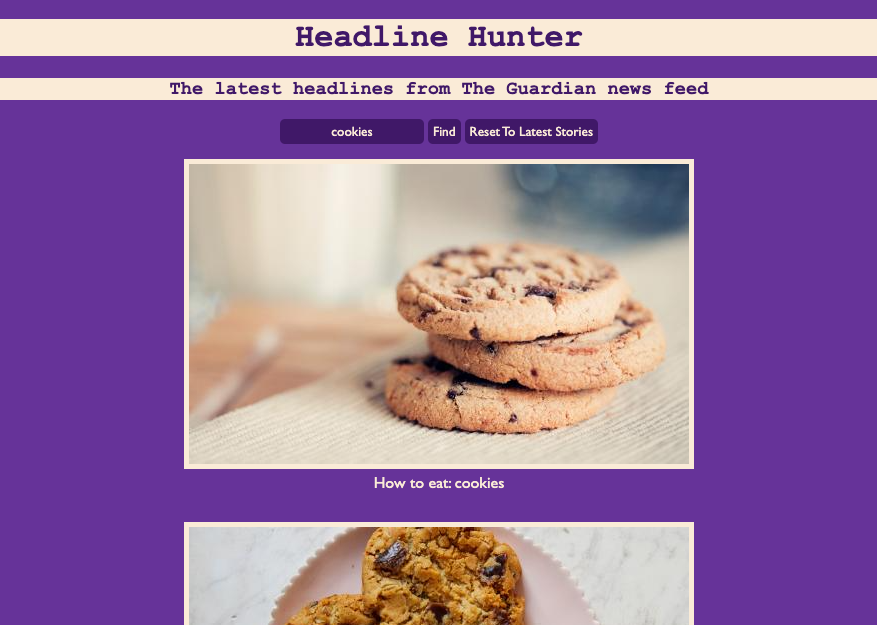 Headline Hunter
The latest headlines from The Guardian news feed
cookies Find Reset To Latest Stories
How to eat: cookies